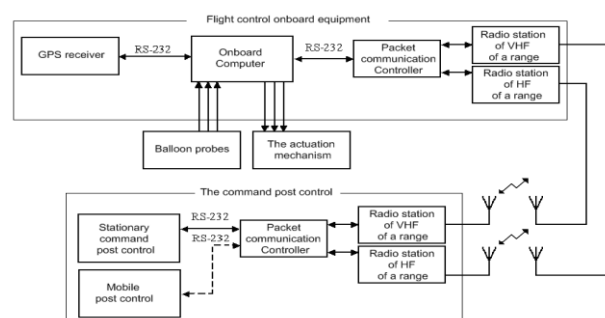 Flight control onboard equipment
GPS receiver
RS-232
Onboard
Computer
RS-232
Packet
communication
Controller
Radio station
of VHF
of a range
Radio station
of HF
of a range
Balloon probes
The actuation
mechanism
The command post control
Stationary
command
post control
RS-232
RS-232
Packet
communication
Controller
Radio station
of VHF
of a range
Radio station
of HF
of a range
Mobile
post control